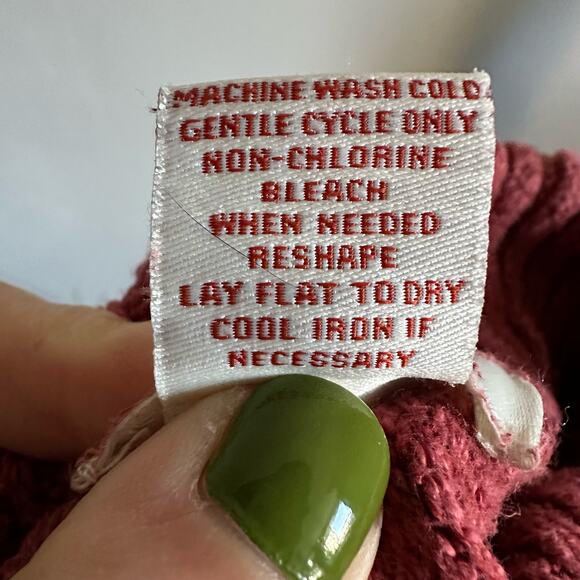 MACHINE WASH COLD
GENTLE CYCLE ONLY
NON-CHLORINE
BLEACH
WHEN NEEDED
RESHAPE
LAY FLAT TO DRY
COOL IRON IF
NECESSARY